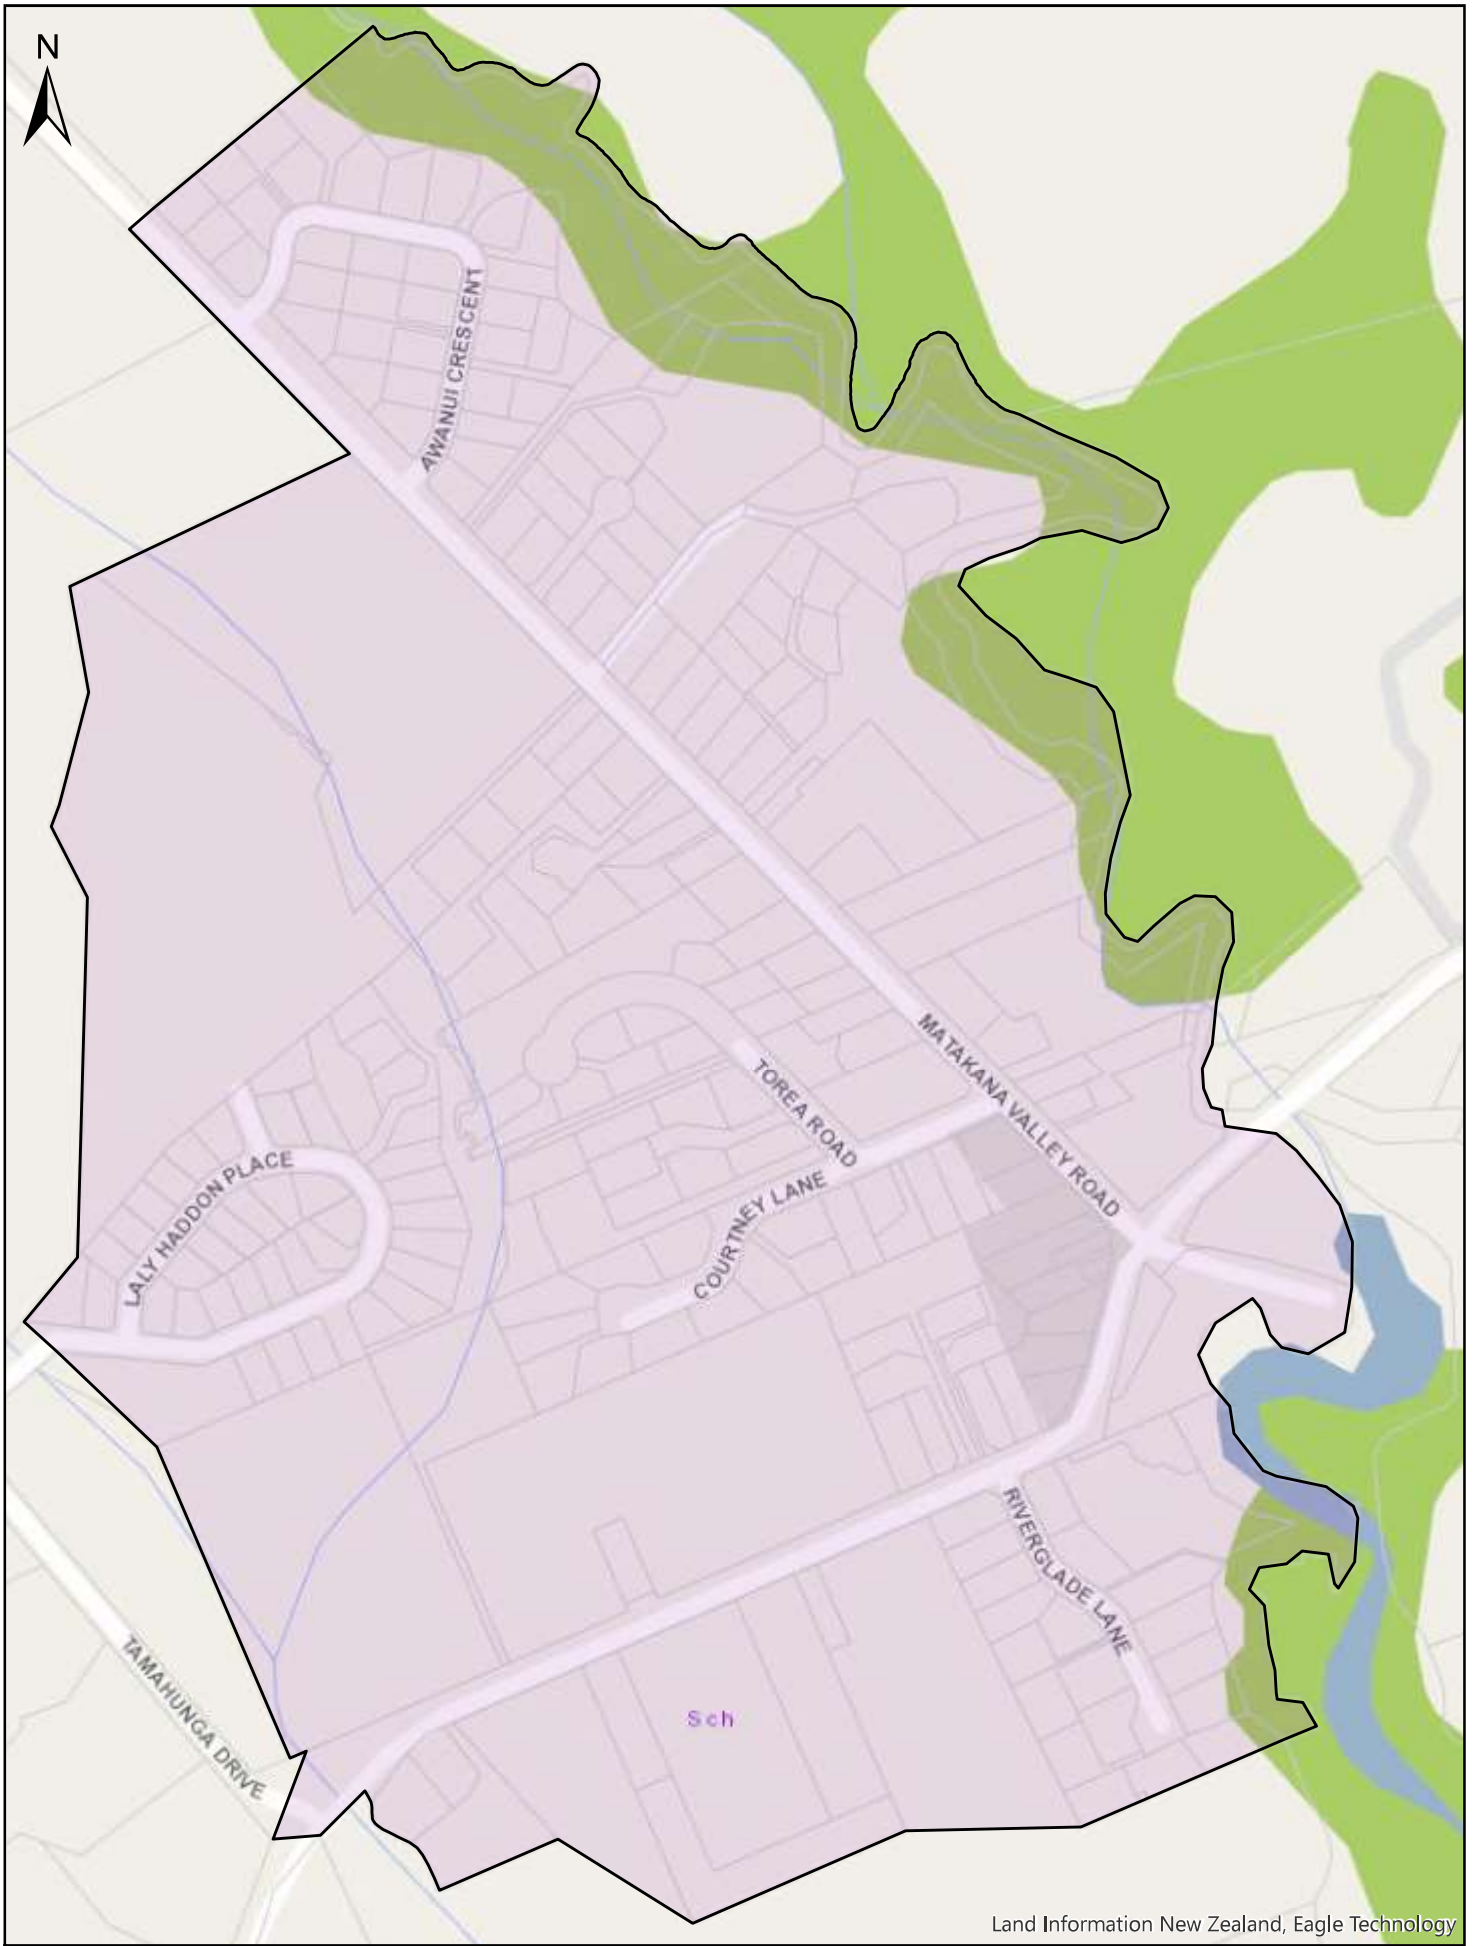 N
AWANUI CRESCENT
MATAKANA VALLEY ROAD
TOREA ROAD
COURTNEY LANE
LALY HADDON PLACE
RIVERGLADE LANE
TAMAHUNGA DRIVE
Sch
Land Information New Zealand, Eagle Technology